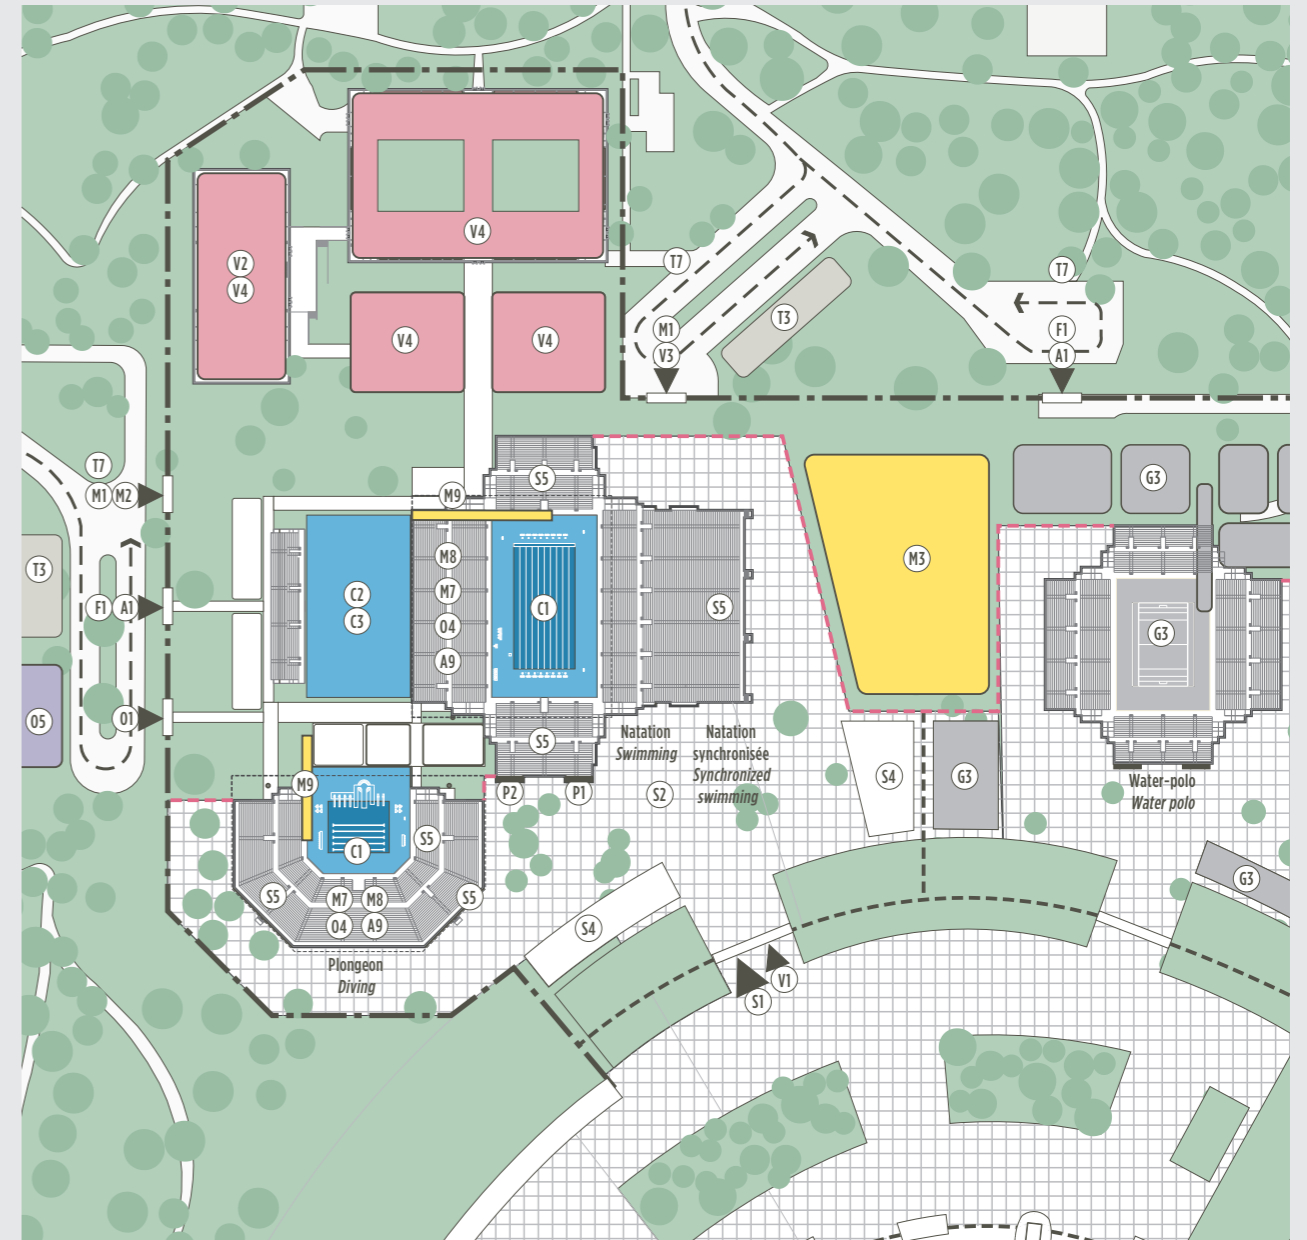 V4
V2
V4
T7
T7
V4
V4
T3
M1
V3
F1
A1
T7
M1 M2
M9
S5
G3
M8
C2
C3
M7
C1
S5
M3
T3
F1 A1
O4
G3
A9
O5
O1
S5
Natation
Swimming
Natation
synchronisée
Synchronized
swimming
S2
P2
P1
M9
S4
G3
Water-polo
Water polo
C1
S5
S5
M7 M8
S5
O4 A9
G3
S4
Plongeon
Diving
V1
S1